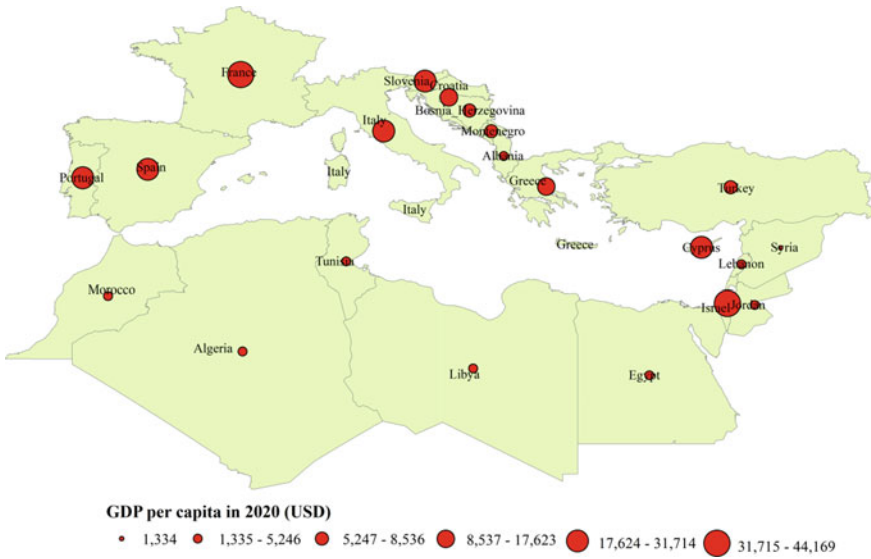 France
Slovenia
Croatia
Bosnia_Herzegovina
Italy
Montenegro
Albania
Spain
Portugal
Italy
Greece
Turkey
Italy
Greece
Cyprus
Syria
Tunisia
Lebanon
Morocco
Israel
Jordan
Algeria
Libya
Egypt
GDP per capita in 2020 (USD)
1,334 1,335 - 5,246 5,247 - 8,536 8,537 - 17,623 17,624 - 31,714 31,715 - 44,169